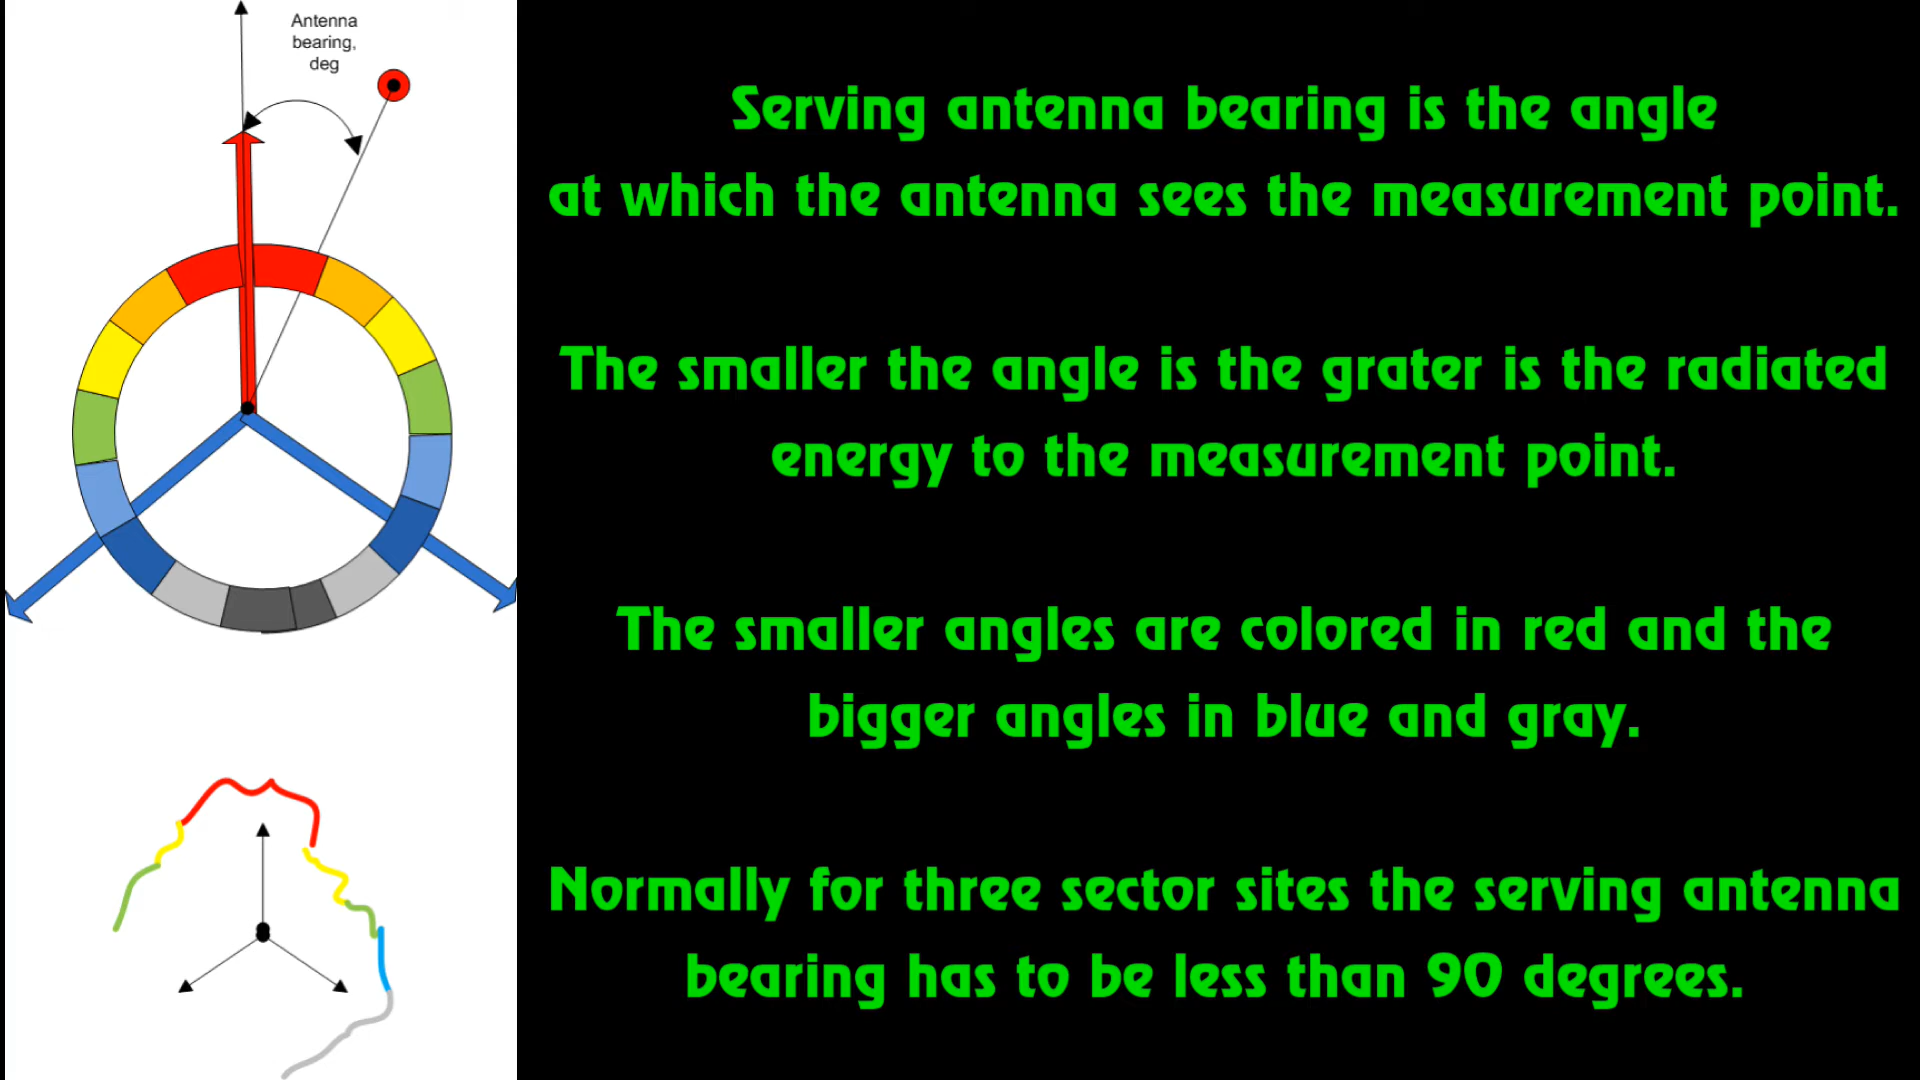 Antenna
bearing,
deg
Serving antenna bearing is the angle
at which the antenna sees the measurement point.
The smaller the angle is the grater is the radiated
energy to the measurement point.
The smaller angles are colored in red and the
bigger angles in blue and gray.
Normally for three sector sites the serving antenna
bearing has to be less than 90 degrees.